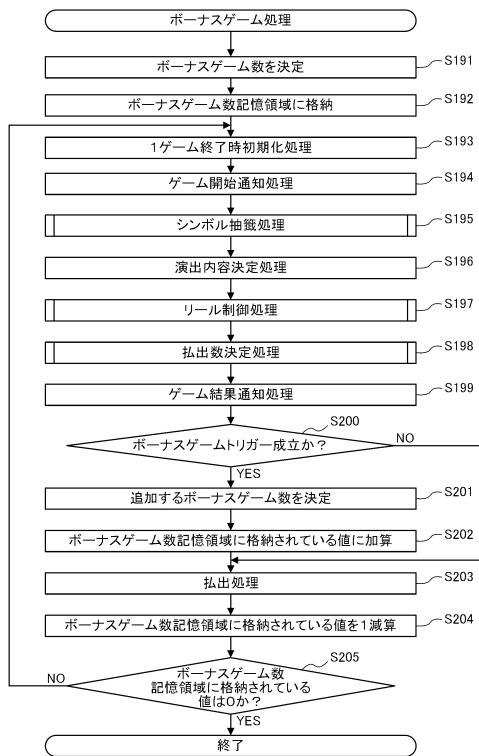 ボーナスゲーム処理
ボーナスゲーム数を決定
S191
ボーナスゲーム数記憶領域に格納
S192
1ゲーム終了時初期化処理
S193
ゲーム開始通知処理
S194
シンボル抽籤処理
S195
演出内容決定処理
S196
リール制御処理
S197
払出数決定処理
S198
ゲーム結果通知処理
S199
S200
ボーナスゲームトリガー成立か?
NO
YES
追加するボーナスゲーム数を決定
S201
ボーナスゲーム数記憶領域に格納されている値に加算
S202
払出処理
S203
ボーナスゲーム数記憶領域に格納されている値を1減算
S204
S205
NO
ボーナスゲーム数
記憶領域に格納されている
値は0か?
YES
終了